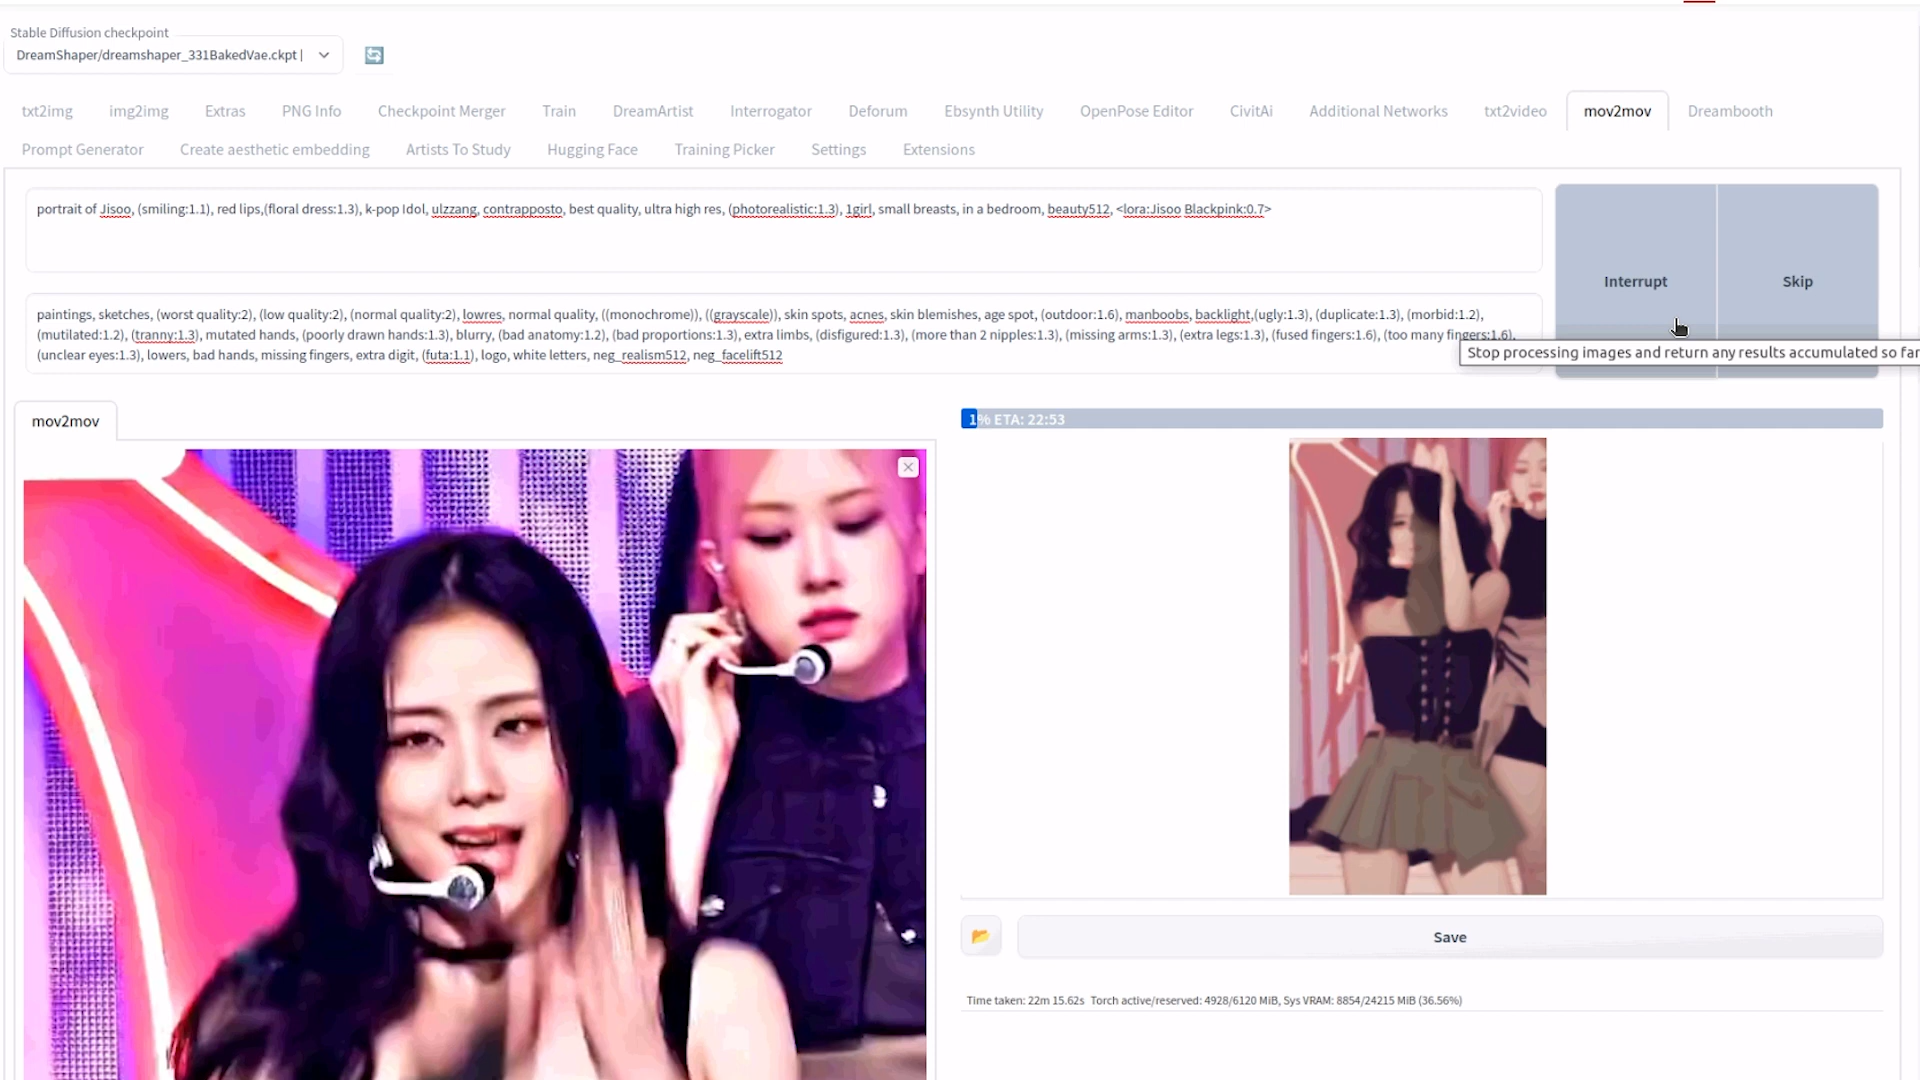 Stable Diffusion checkpoint
DreamShaper/dreamshaper_331BakedVae.ckpt |
txt2img img2img Extras PNG Info Checkpoint Merger Train DreamArtist Interrogator Deforum Ebsynth Utility OpenPose Editor CivitAi Additional Networks txt2video mov2mov Dreambooth
Prompt Generator Create aesthetic embedding Artists To Study Hugging Face Training Picker Settings Extensions
portrait of Jisoo, (smiling:1.1), red lips,(floral dress:1.3), k-pop Idol, ulzzang, contrapposto, best quality, ultra high res, (photorealistic:1.3), 1girl, small breasts, in a bedroom, beauty512, <lora:Jisoo Blackpink:0.7>
Interrupt Skip
paintings, sketches, (worst quality:2), (low quality:2), (normal quality:2), lowres, normal quality, ((monochrome)), ((grayscale)), skin spots, acnes, skin blemishes, age spot, (outdoor:1.6), manboobs, backlight,(ugly:1.3), (duplicate:1.3), (morbid:1.2),
(mutilated:1.2), (tranny:1.3), mutated hands, (poorly drawn hands:1.3), blurry, (bad anatomy:1.2), (bad proportions:1.3), extra limbs, (disfigured:1.3), (more than 2 nipples:1.3), (missing arms:1.3), (extra legs:1.3), (fused fingers:1.6), (too many fingers:1.6),
(unclear eyes:1.3), lowers, bad hands, missing fingers, extra digit, (futa:1.1), logo, white letters, neg_realism512, neg_facelift512
Stop processing images and return any results accumulated so far
mov2mov
1% ETA: 22:53
Save
Time taken: 22m 15.62s Torch active/reserved: 4928/6120 MiB, Sys VRAM: 8854/24215 MiB (36.56%)